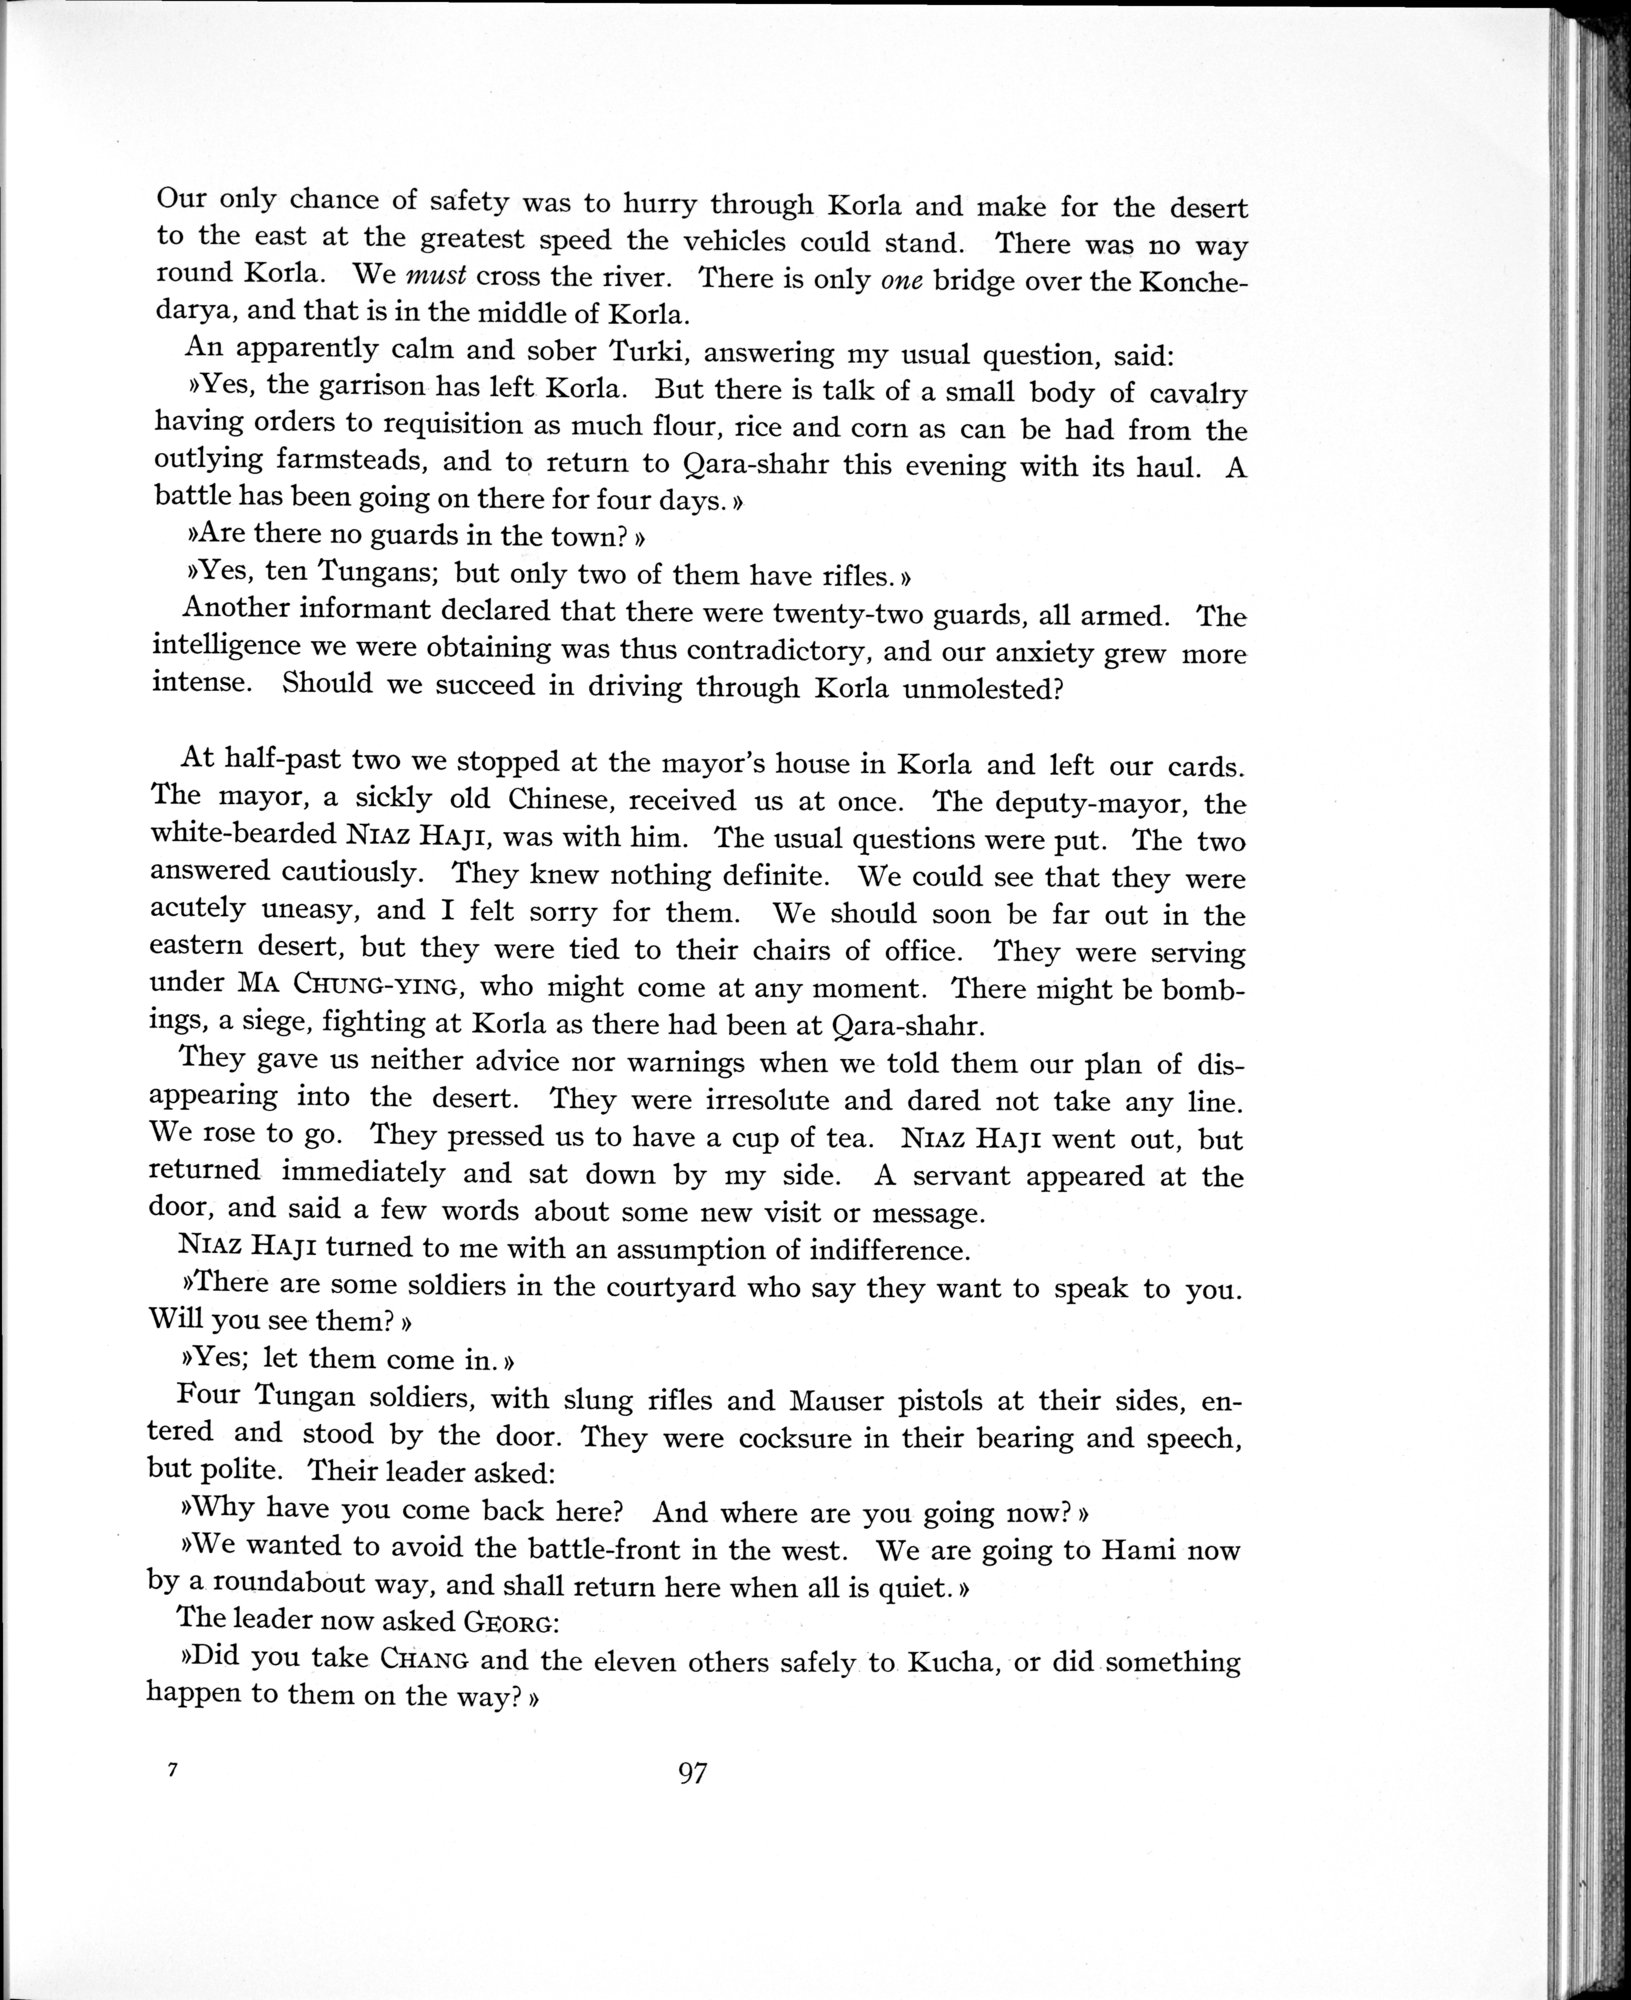 Our only chance of safety was to hurry through Korla and make for the desert
to the east at the greatest speed the vehicles could stand. There was no way
round Korla. We must cross the river. There is only one bridge over the Konche-
darya, and that is in the middle of Korla.
An apparently calm and sober Turki, answering my usual question, said:
»Yes, the garrison has left Korla. But there is talk of a small body of cavalry
having orders to requisition as much flour, rice and corn as can be had from the
outlying farmsteads, and to return to Qara-shahr this evening with its haul. A
battle has been going on there for four days.»
»Are there no guards in the town?»
»Yes, ten Tungans; but only two of them have rifles.»
Another informant declared that there were twenty-two guards, all armed. The
intelligence we were obtaining was thus contradictory, and our anxiety grew more
intense. Should we succeed in driving through Korla unmolested?
At half-past two we stopped at the mayor's house in Korla and left our cards.
The mayor, a sickly old Chinese, received us at once. The deputy-mayor, the
white-bearded NIAZ HAJI, was with him. The usual questions were put. The two
answered cautiously. They knew nothing definite. We could see that they were
acutely uneasy, and I felt sorry for them. We should soon be far out in the
eastern desert, but they were tied to their chairs of office. They were serving
under MA CHUNG-YING, who might come at any moment. There might be bomb-
ings, a siege, fighting at Korla as there had been at Qara-shahr.
They gave us neither advice nor warnings when we told them our plan of dis-
appearing into the desert. They were irresolute and dared not take any line.
We rose to go. They pressed us to have a cup of tea. NIAZ HAJI went out, but
returned immediately and sat down by my side. A servant appeared at the
door, and said a few words about some new visit or message.
NIAZ HAJI turned to me with an assumption of indifference.
»There are some soldiers in the courtyard who say they want to speak to you.
Will you see them?»
»Yes; let them come in.»
Four Tungan soldiers, with slung rifles and Mauser pistols at their sides, en-
tered and stood by the door. They were cocksure in their bearing and speech,
but polite. Their leader asked:
»Why have you come back here? And where are you going now?»
»We wanted to avoid the battle-front in the west. We are going to Hami now
by a roundabout way, and shall return here when all is quiet.»
The leader now asked GEORG:
»Did you take CHANG and the eleven others safely to Kucha, or did something
happen to them on the way?»
7
97